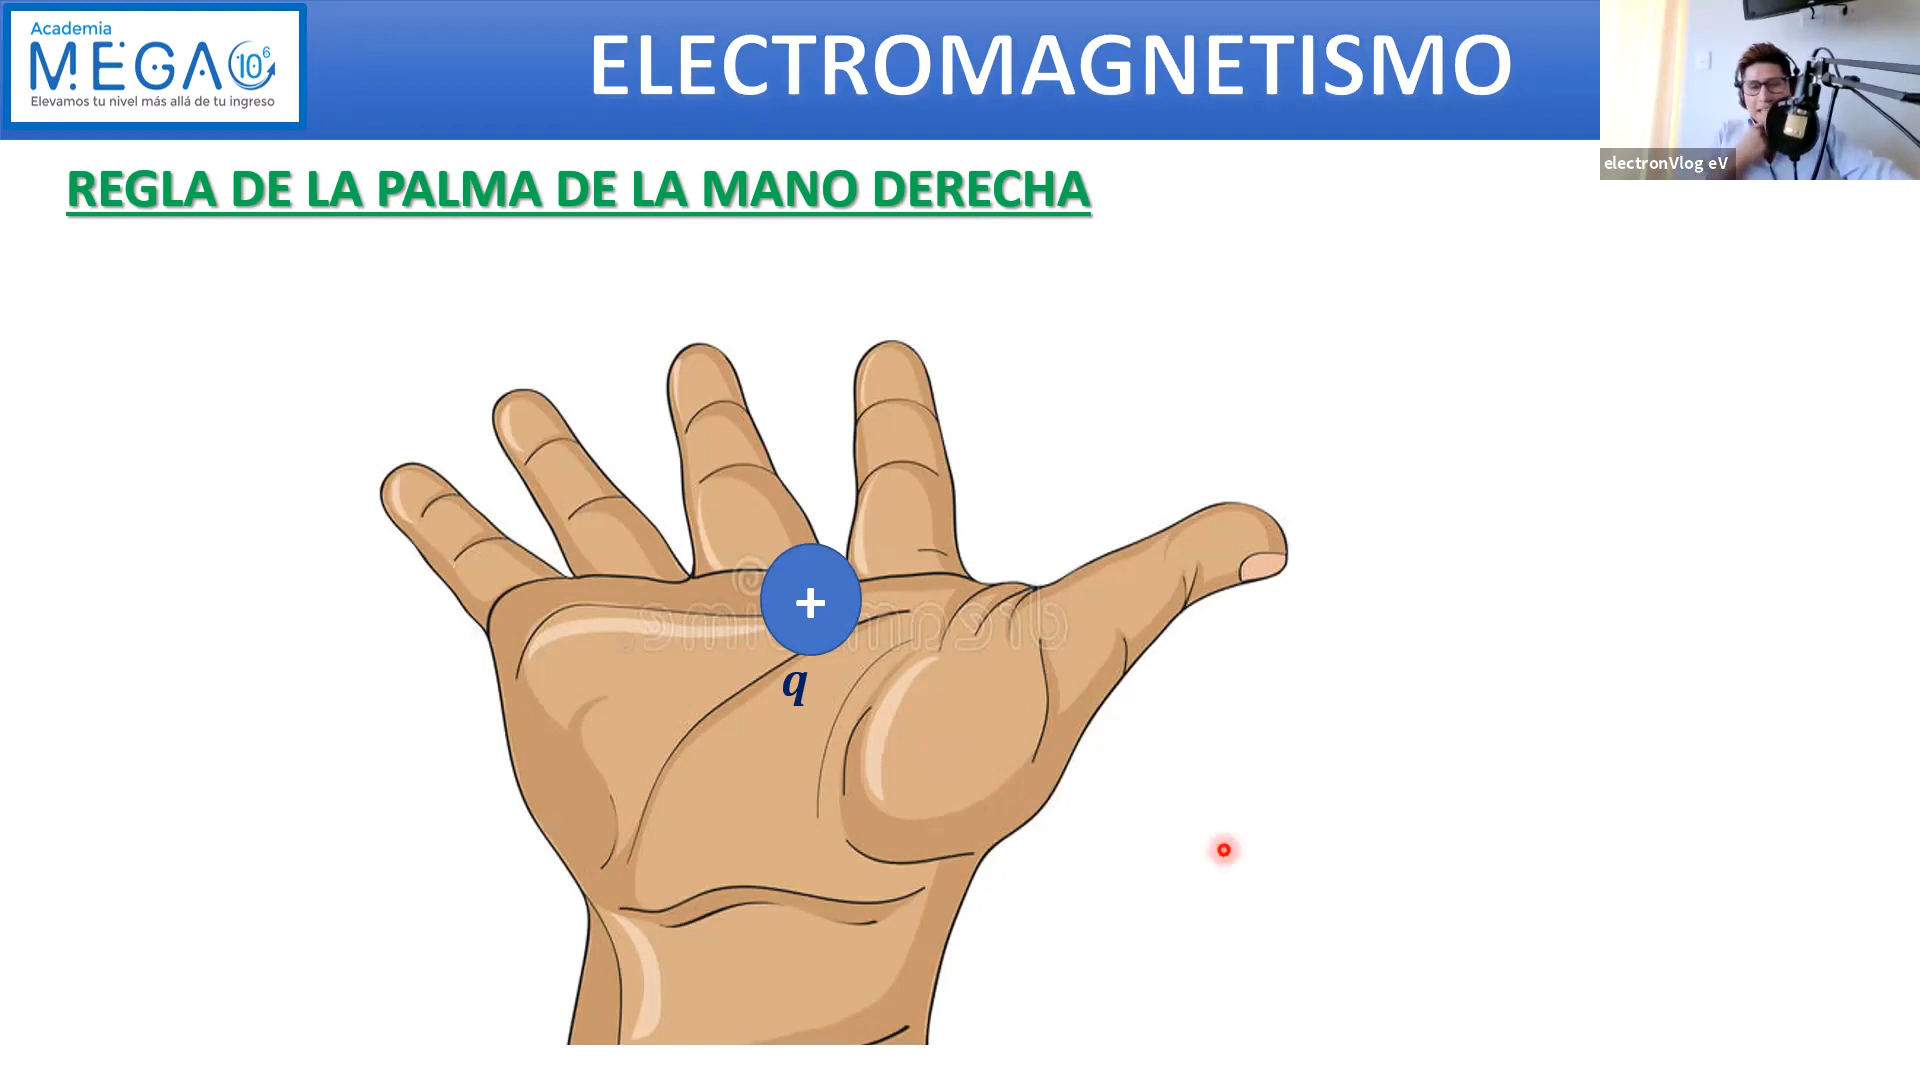 Academia
MEGA 10⁶
Elevamos tu nivel más allá de tu ingreso
ELECTROMAGNETISMO
electronVlog eV
REGLA DE LA PALMA DE LA MANO DERECHA
+
q